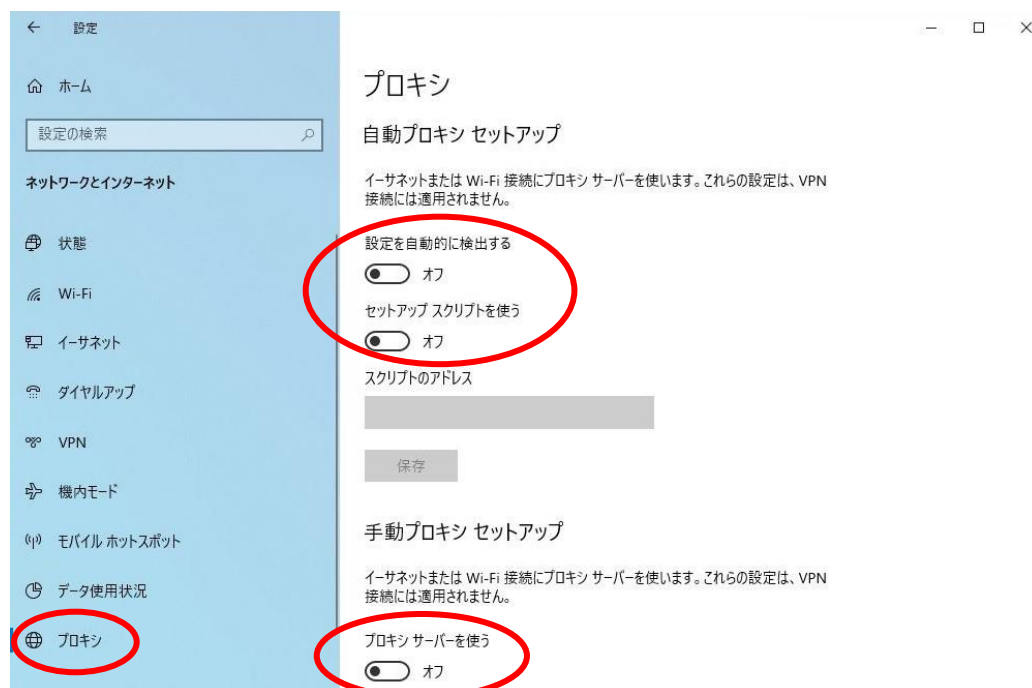 設定
ホーム
設定の検索
ネットワークとインターネット
状態
Wi-Fi
イーサネット
ダイヤルアップ
VPN
機内モード
モバイル ホットスポット
データ使用状況
プロキシ
プロキシ
自動プロキシ セットアップ
イーサネットまたは Wi-Fi 接続にプロキシ サーバーを使います。これらの設定は、VPN
接続には適用されません。
設定を自動的に検出する
オフ
セットアップ スクリプトを使う
オフ
スクリプトのアドレス
保存
手動プロキシ セットアップ
イーサネットまたは Wi-Fi 接続にプロキシ サーバーを使います。これらの設定は、VPN
接続には適用されません。
プロキシ サーバーを使う
オフ